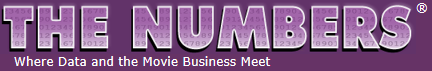 THE NUMBERS®
Where Data and the Movie Business Meet